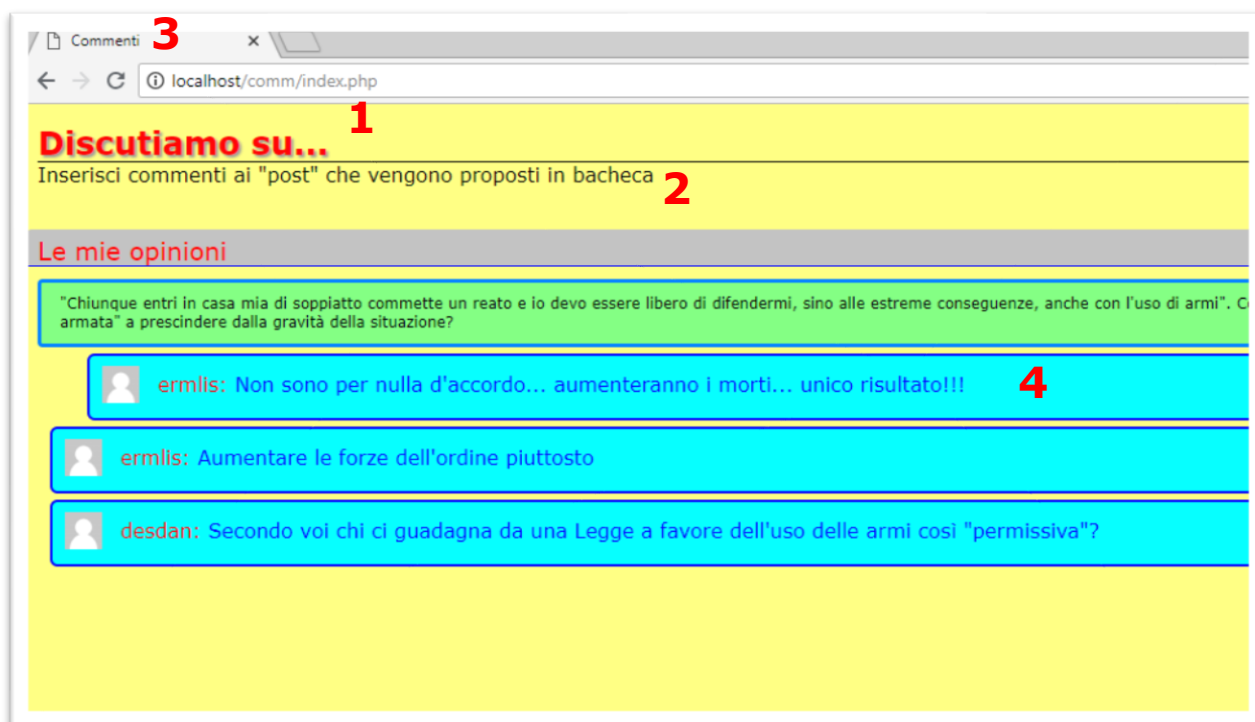 Commenti 3
localhost/comm/index.php
1
Discutiamo su...
Inserisci commenti ai "post" che vengono proposti in bacheca 2
Le mie opinioni
"Chiunque entri in casa mia di soppiatto commette un reato e io devo essere libero di difendermi, sino alle estreme conseguenze, anche con l'uso di armi".
armata" a prescindere dalla gravità della situazione?
ermlis: Non sono per nulla d'accordo... aumenteranno i morti... unico risultato!!! 4
ermlis: Aumentare le forze dell'ordine piuttosto
desdan: Secondo voi chi ci guadagna da una Legge a favore dell'uso delle armi così "permissiva"?